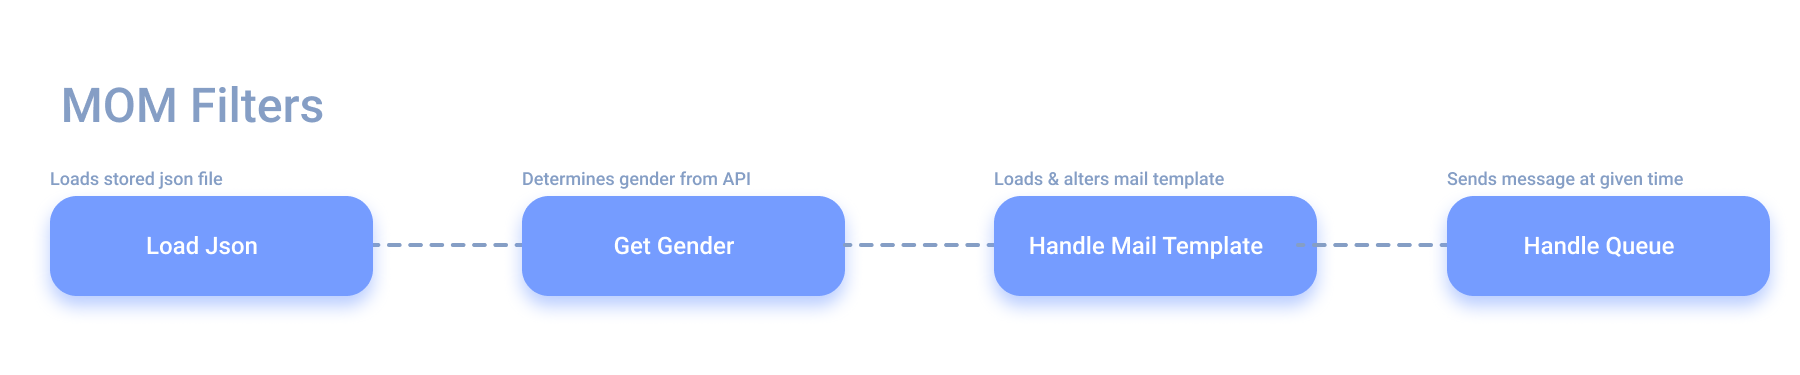 MOM Filters
Loads stored json file
Load Json
Determines gender from API
Get Gender
Loads & alters mail template
Handle Mail Template
Sends message at given time
Handle Queue